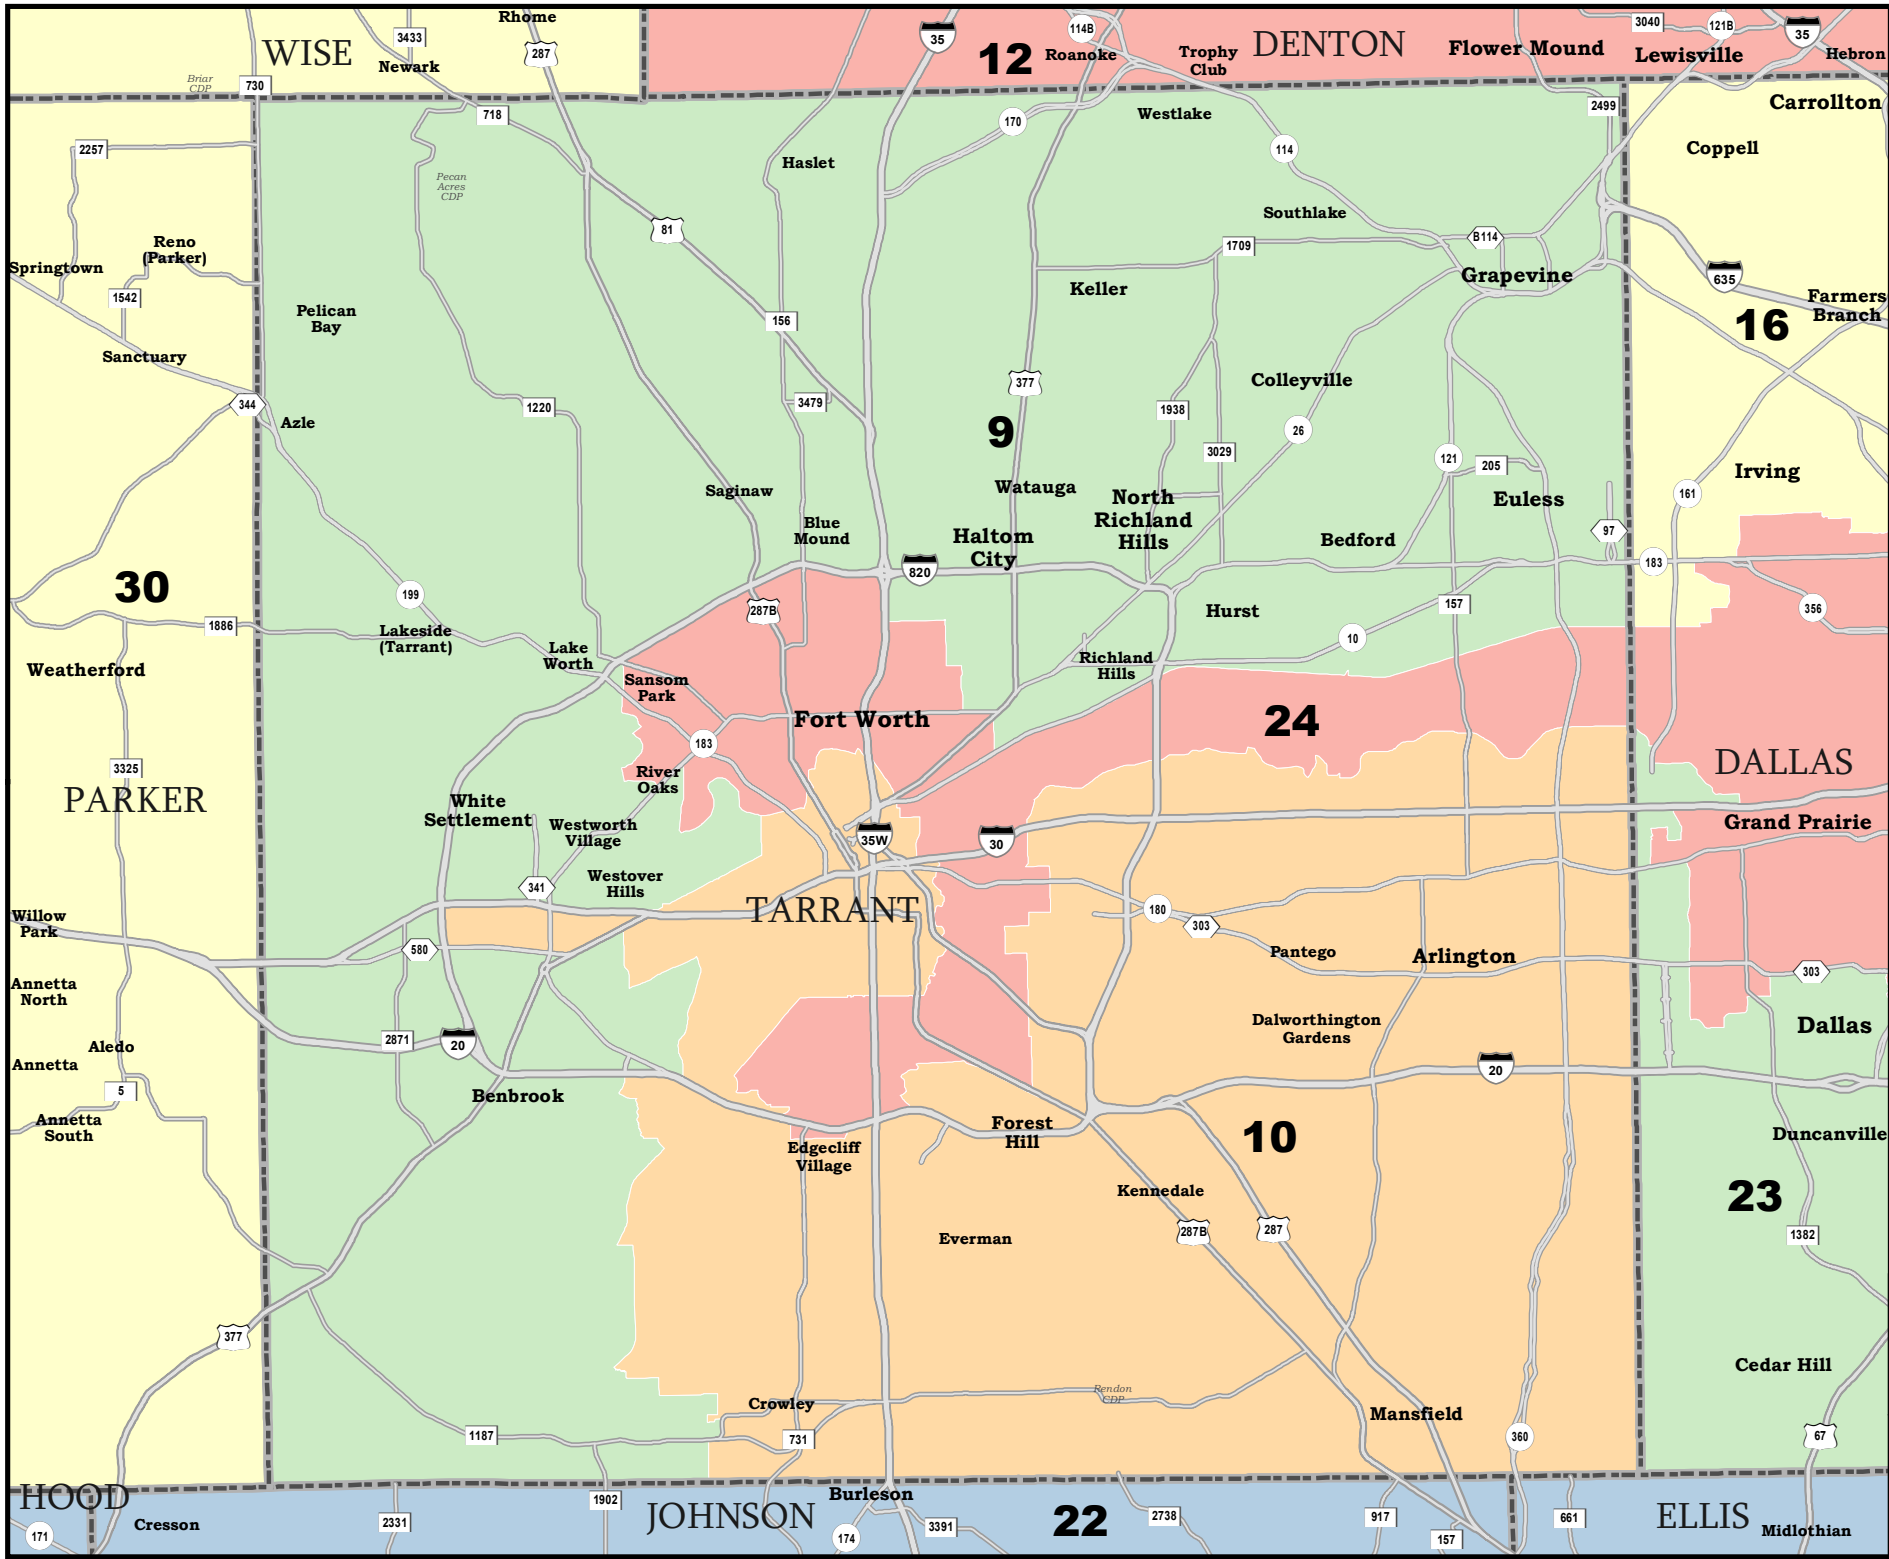 Rhome
3433
WISE
287
Newark
Briar
CDP
730
35
12
114B
Roanoke
Trophy
Club
DENTON
Flower Mound
3040
121B
Lewisville
35
Hebron
718
170
Westlake
2499
Carrollton
2257
Haslet
114
Coppell
Pecan
Acres
CDP
81
Southlake
Reno
(Parker)
1709
B114
Springtown
Grapevine
635
1542
Keller
Farmers
Branch
Pelican
Bay
156
16
Sanctuary
377
Colleyville
344
1220
3479
1938
Azle
9
26
3029
121
205
Irving
Saginaw
Watauga
North
Richland
Hills
Euless
161
Blue
Mound
Haltom
City
Bedford
97
820
183
30
199
287B
Hurst
157
356
1886
Lakeside
(Tarrant)
10
Lake
Worth
Richland
Hills
Weatherford
Sansom
Park
Fort Worth
24
183
3325
DALLAS
River
Oaks
PARKER
White
Settlement
Westworth
Village
Grand Prairie
35W
30
341
Westover
Hills
TARRANT
180
303
Willow
Park
580
Pantego
Arlington
303
Annetta
North
Dalworthington
Gardens
Dallas
2871
20
Aledo
Annetta
20
5
Benbrook
Annetta
South
Forest
Hill
10
Duncanville
Edgecliff
Village
Kennedale
23
287B
287
1382
Everman
377
Cedar Hill
Rendon
CDP
Crowley
Mansfield
1187
731
360
67
HOOD
1902
JOHNSON
Burleson
22
ELLIS
171
Cresson
2331
174
3391
2738
917
157
661
Midlothian